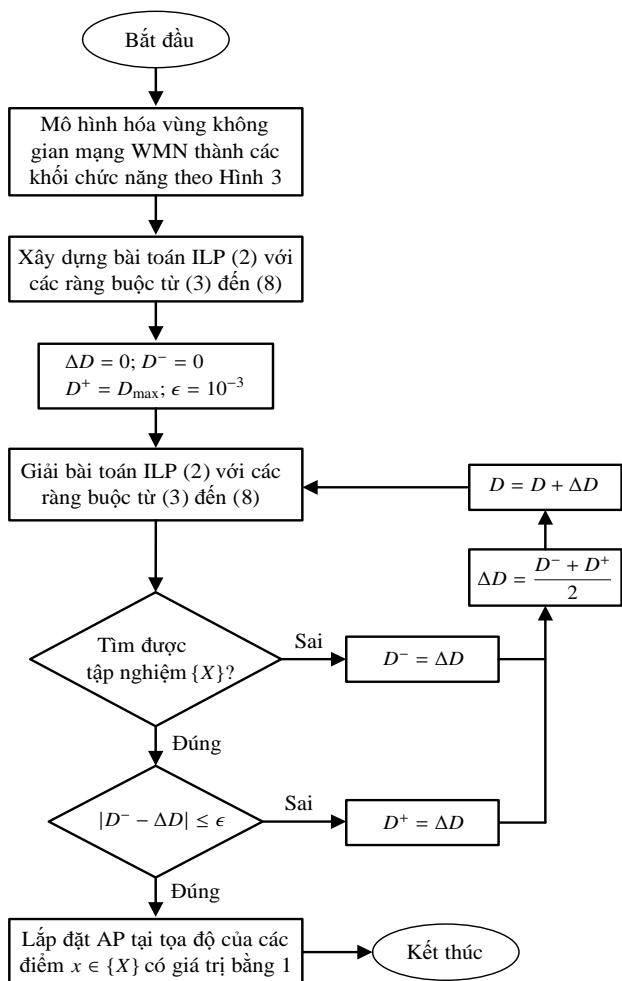 Bắt đầu
Mô hình hóa vùng không
gian mạng WMN thành các
khối chức năng theo Hình 3
Xây dựng bài toán ILP (2) với
các ràng buộc từ (3) đến (8)
ΔD = 0; D⁻ = 0
D⁺ = Dmax; ϵ = 10⁻³
Giải bài toán ILP (2) với các
ràng buộc từ (3) đến (8)
D = D + ΔD
ΔD = (D⁻ + D⁺)/2
Tìm được
tập nghiệm {X}?
Sai
D⁻ = ΔD
Đúng
|D⁻ − ΔD| ≤ ϵ
Sai
D⁺ = ΔD
Đúng
Lắp đặt AP tại tọa độ của các
điểm x ∈ {X} có giá trị bằng 1
Kết thúc